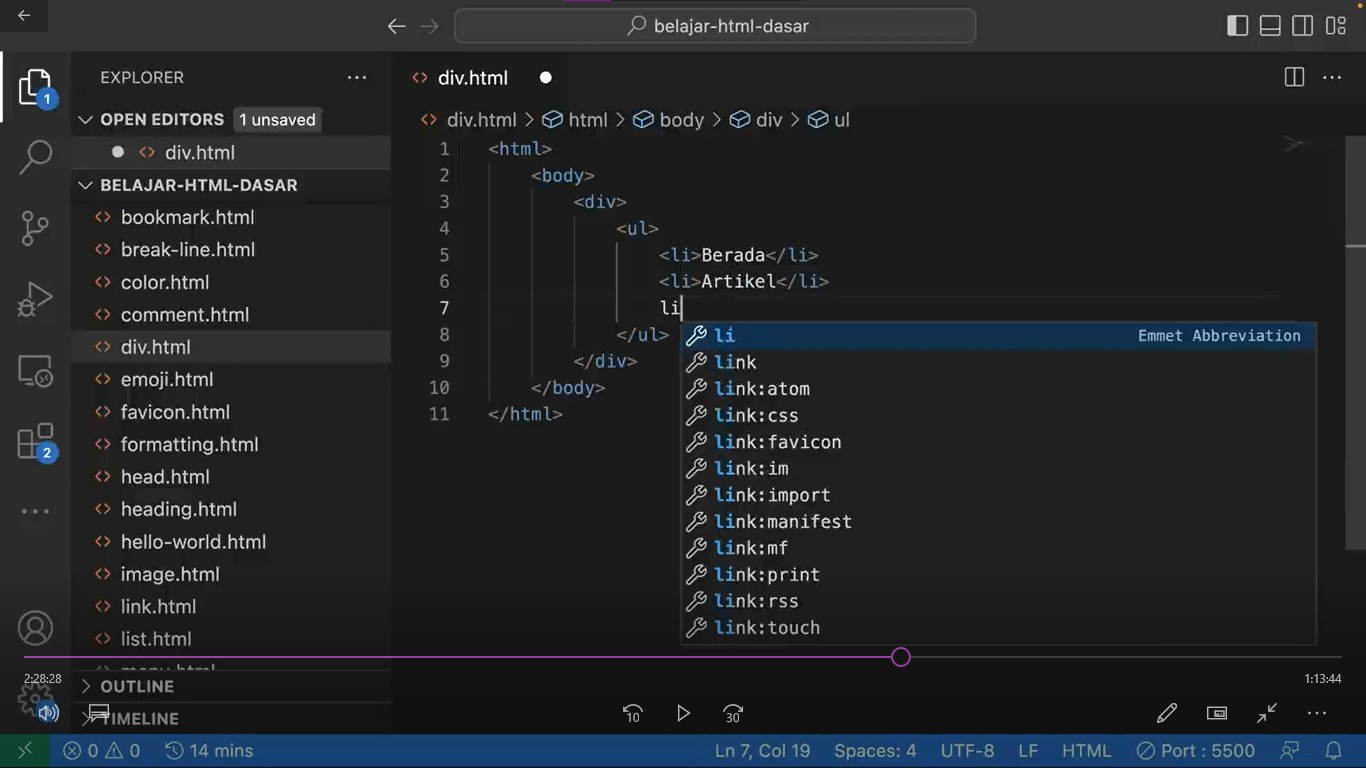 belajar-html-dasar
EXPLORER
div.html
1
OPEN EDITORS 1 unsaved
div.html > html > body > div > ul
div.html
BELAJAR-HTML-DASAR
bookmark.html
break-line.html
color.html
comment.html
div.html
emoji.html
favicon.html
formatting.html
head.html
heading.html
hello-world.html
image.html
link.html
list.html
menu.html
2
OUTLINE
TIMELINE
1 <html>
2 <body>
3 <div>
4 <ul>
5 <li>Berada</li>
6 <li>Artikel</li>
7 li
8 </ul>
9 </div>
10 </body>
11 </html>
li Emmet Abbreviation
link
link:atom
link:css
link:favicon
link:im
link:import
link:manifest
link:mf
link:print
link:rss
link:touch
2:28:28
1:13:44
10
30
0 0 14 mins Ln 7, Col 19 Spaces: 4 UTF-8 LF HTML Port : 5500